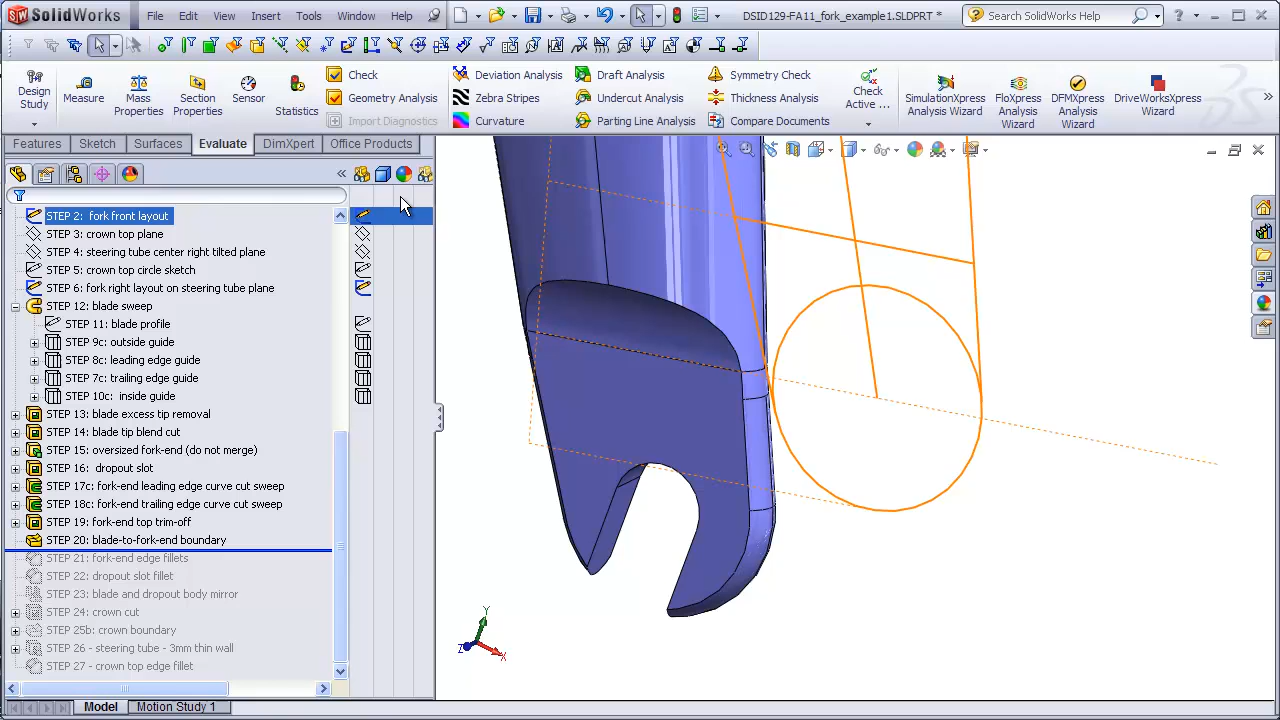 SolidWorks File Edit View Insert Tools Window Help DSID129-FA11_fork_example1.SLDPRT * Search SolidWorks Help
Design Study
Measure
Mass Properties
Section Properties
Sensor
Statistics
Check
Geometry Analysis
Import Diagnostics
Deviation Analysis
Zebra Stripes
Curvature
Draft Analysis
Undercut Analysis
Parting Line Analysis
Symmetry Check
Thickness Analysis
Compare Documents
Check Active ...
SimulationXpress Analysis Wizard
FloXpress Analysis Wizard
DFMXpress Analysis Wizard
DriveWorksXpress Wizard
Features Sketch Surfaces Evaluate DimXpert Office Products
STEP 2: fork front layout
STEP 3: crown top plane
STEP 4: steering tube center right tilted plane
STEP 5: crown top circle sketch
STEP 6: fork right layout on steering tube plane
STEP 12: blade sweep
STEP 11: blade profile
STEP 9c: outside guide
STEP 8c: leading edge guide
STEP 7c: trailing edge guide
STEP 10c: inside guide
STEP 13: blade excess tip removal
STEP 14: blade tip blend cut
STEP 15: oversized fork-end (do not merge)
STEP 16: dropout slot
STEP 17c: fork-end leading edge curve cut sweep
STEP 18c: fork-end trailing edge curve cut sweep
STEP 19: fork-end top trim-off
STEP 20: blade-to-fork-end boundary
STEP 21: fork-end edge fillets
STEP 22: dropout slot fillet
STEP 23: blade and dropout body mirror
STEP 24: crown cut
STEP 25b: crown boundary
STEP 26 - steering tube - 3mm thin wall
STEP 27 - crown top edge fillet
Y
Z
X
Model Motion Study 1